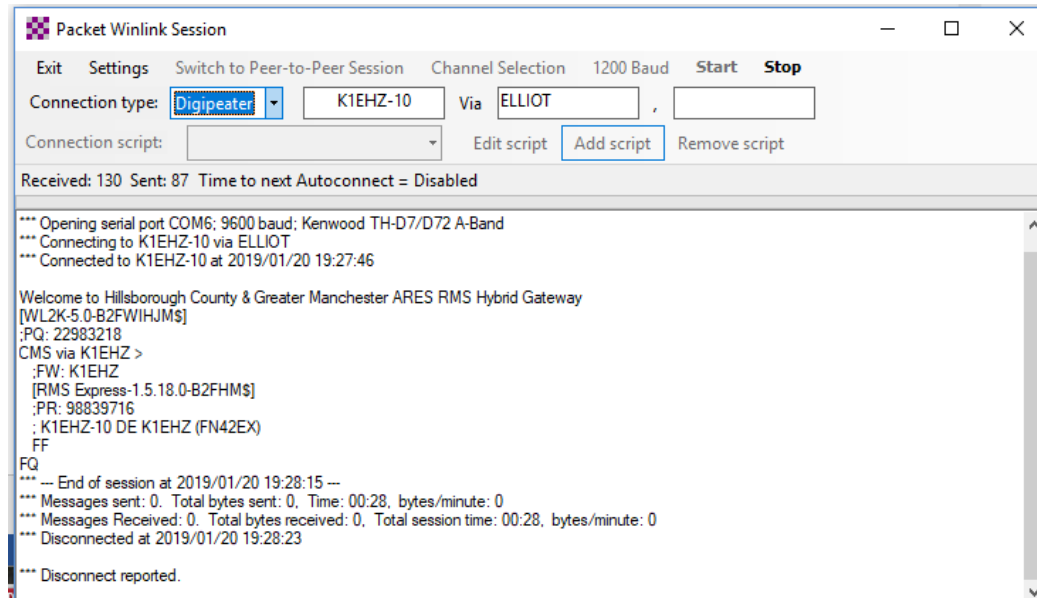 Packet Winlink Session
Exit Settings Switch to Peer-to-Peer Session Channel Selection 1200 Baud Start Stop
Connection type: Digipeater K1EHZ-10 Via ELLIOT ,
Connection script: Edit script Add script Remove script
Received: 130 Sent: 87 Time to next Autoconnect = Disabled
*** Opening serial port COM6; 9600 baud; Kenwood TH-D7/D72 A-Band
*** Connecting to K1EHZ-10 via ELLIOT
*** Connected to K1EHZ-10 at 2019/01/20 19:27:46
Welcome to Hillsborough County & Greater Manchester ARES RMS Hybrid Gateway
[WL2K-5.0-B2FWIHJM$]
;PQ: 22983218
CMS via K1EHZ >
;FW: K1EHZ
[RMS Express-1.5.18.0-B2FHM$]
;PR: 98839716
; K1EHZ-10 DE K1EHZ (FN42EX)
FF
FQ
*** --- End of session at 2019/01/20 19:28:15 ---
*** Messages sent: 0. Total bytes sent: 0, Time: 00:28, bytes/minute: 0
*** Messages Received: 0. Total bytes received: 0, Total session time: 00:28, bytes/minute: 0
*** Disconnected at 2019/01/20 19:28:23
*** Disconnect reported.